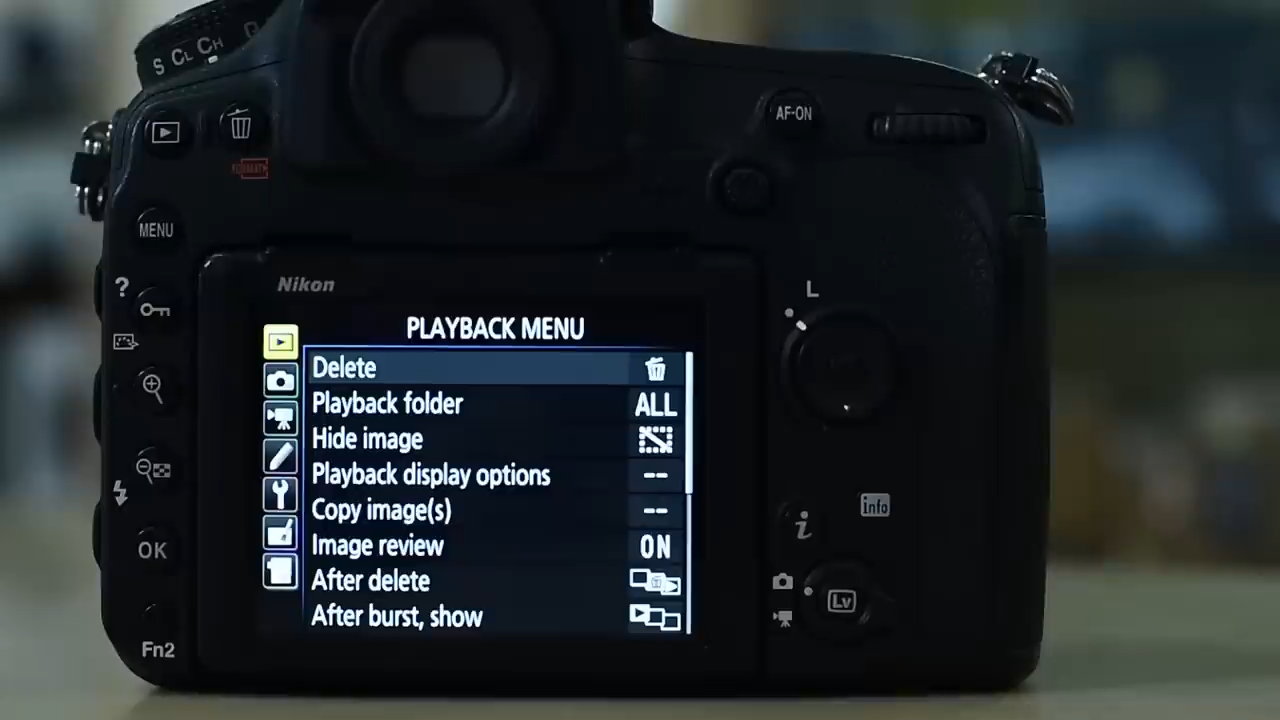 S CL CH
AF-ON
FORMAT
MENU
?
L
Nikon
PLAYBACK MENU
Delete
Playback folder ALL
Hide image
Playback display options --
Copy image(s) --
Image review ON
After delete
After burst, show
info
i
OK
Lv
Fn2